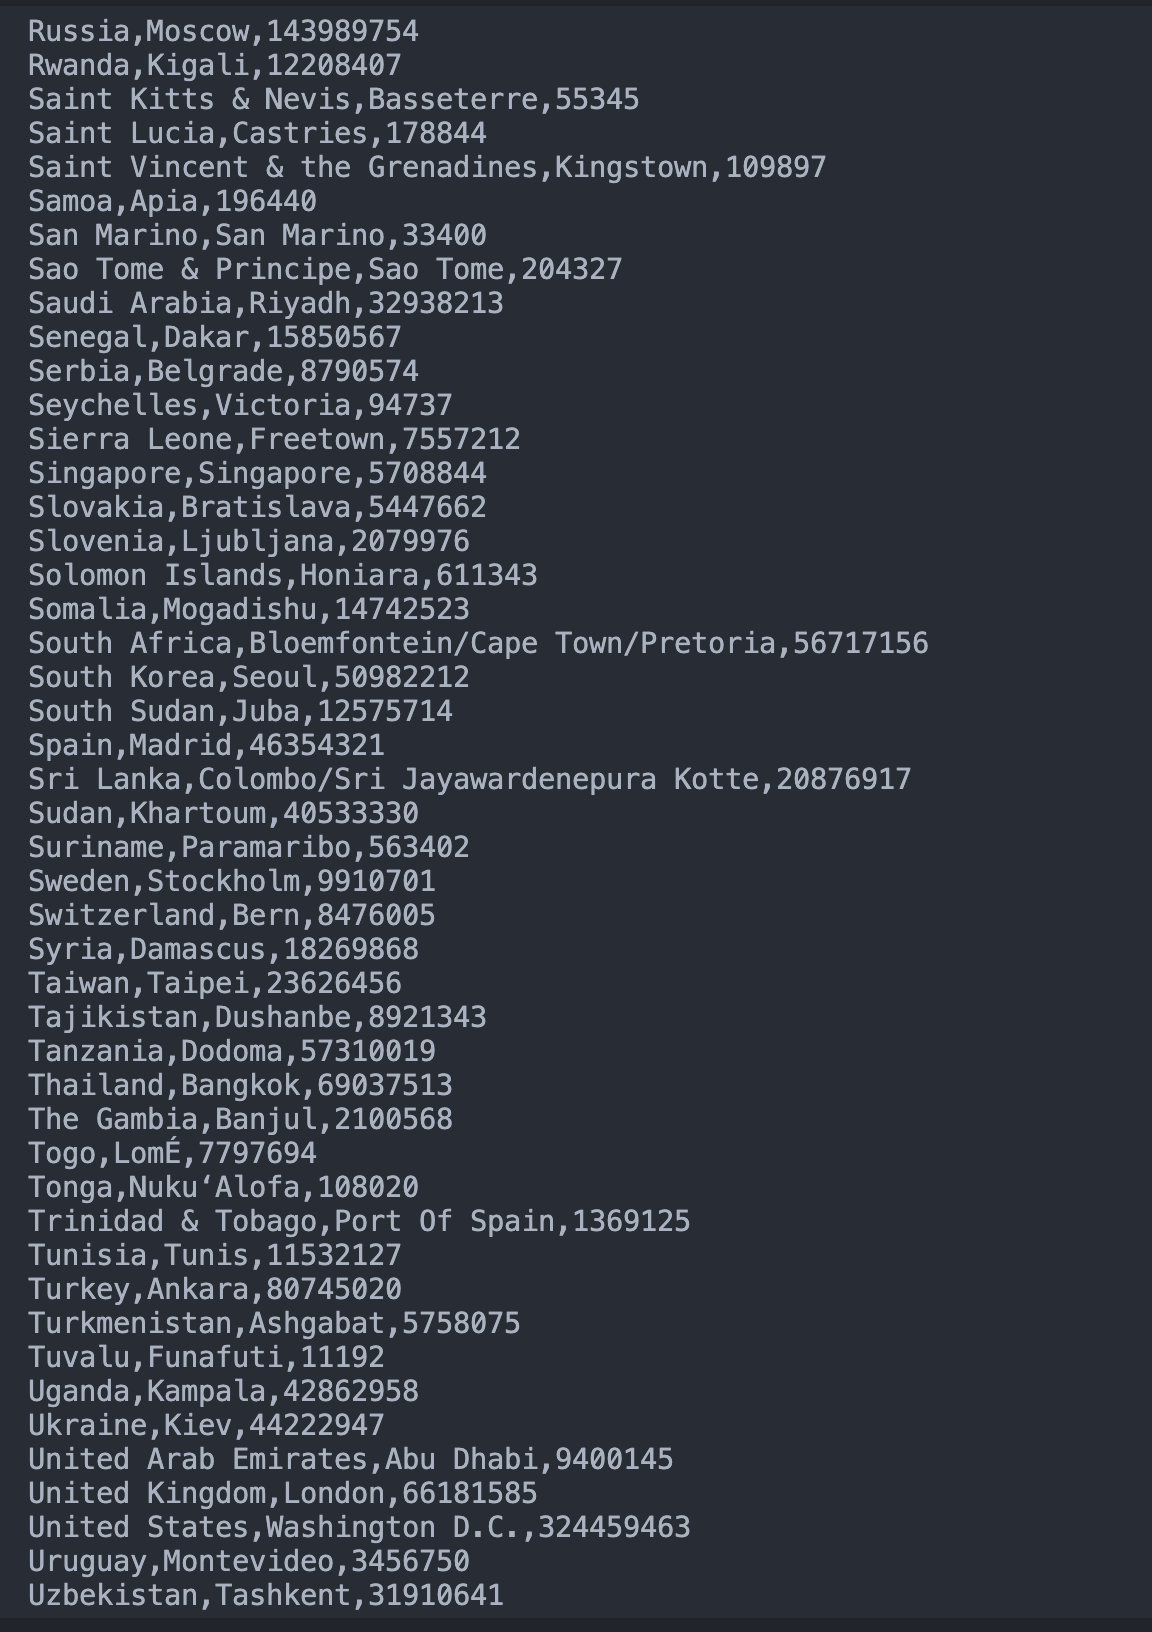 Russia,Moscow,143989754
Rwanda,Kigali,12208407
Saint Kitts & Nevis,Basseterre,55345
Saint Lucia,Castries,178844
Saint Vincent & the Grenadines,Kingstown,109897
Samoa,Apia,196440
San Marino,San Marino,33400
Sao Tome & Principe,Sao Tome,204327
Saudi Arabia,Riyadh,32938213
Senegal,Dakar,15850567
Serbia,Belgrade,8790574
Seychelles,Victoria,94737
Sierra Leone,Freetown,7557212
Singapore,Singapore,5708844
Slovakia,Bratislava,5447662
Slovenia,Ljubljana,2079976
Solomon Islands,Honiara,611343
Somalia,Mogadishu,14742523
South Africa,Bloemfontein/Cape Town/Pretoria,56717156
South Korea,Seoul,50982212
South Sudan,Juba,12575714
Spain,Madrid,46354321
Sri Lanka,Colombo/Sri Jayawardenepura Kotte,20876917
Sudan,Khartoum,40533330
Suriname,Paramaribo,563402
Sweden,Stockholm,9910701
Switzerland,Bern,8476005
Syria,Damascus,18269868
Taiwan,Taipei,23626456
Tajikistan,Dushanbe,8921343
Tanzania,Dodoma,57310019
Thailand,Bangkok,69037513
The Gambia,Banjul,2100568
Togo,LomÉ,7797694
Tonga,Nuku‘Alofa,108020
Trinidad & Tobago,Port Of Spain,1369125
Tunisia,Tunis,11532127
Turkey,Ankara,80745020
Turkmenistan,Ashgabat,5758075
Tuvalu,Funafuti,11192
Uganda,Kampala,42862958
Ukraine,Kiev,44222947
United Arab Emirates,Abu Dhabi,9400145
United Kingdom,London,66181585
United States,Washington D.C.,324459463
Uruguay,Montevideo,3456750
Uzbekistan,Tashkent,31910641